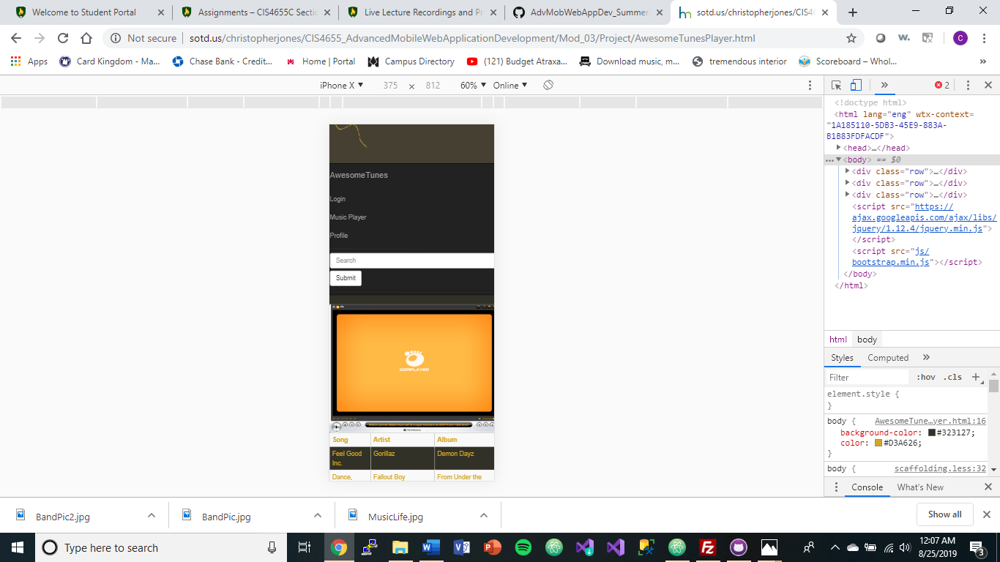 Welcome to Student Portal
Assignments – CIS4655C Secti
Live Lecture Recordings and Pr
AdvMobWebAppDev_Summer
sotd.us/christopherjones/CIS4
Not secure
sotd.us/christopherjones/CIS4655_AdvancedMobileWebApplicationDevelopment/Mod_03/Project/AwesomeTunesPlayer.html
C
Apps
Card Kingdom - Ma...
Chase Bank - Credit...
Home | Portal
Campus Directory
(121) Budget Atraxa...
Download music, m...
tremendous interior
Scoreboard – Whol...
iPhone X ▼ 375 x 812 60% ▼ Online ▼
2
AwesomeTunes
Login
Music Player
Profile
Search
Submit
GOMPLAYER
Song Artist Album
Feel Good Inc. Gorillaz Demon Dayz
Dance, Fallout Boy From Under the
<!doctype html>
<html lang="eng" wtx-context=
"1A185110-5DB3-45E9-883A-
B1B83FDFACDF">
<head>…</head>
<body> == $0
<div class="row">…</div>
<div class="row">…</div>
<div class="row">…</div>
<script src="https://
ajax.googleapis.com/ajax/libs/
jquery/1.12.4/jquery.min.js">
</script>
<script src="js/
bootstrap.min.js"></script>
</body>
</html>
html body
Styles Computed
Filter :hov .cls +
element.style {
}
body { AwesomeTune…yer.html:16
background-color: #323127;
color: #D3A626;
}
body { scaffolding.less:32
Console What's New
BandPic2.jpg
BandPic.jpg
MusicLife.jpg
Show all
Type here to search
12:07 AM
8/25/2019
3